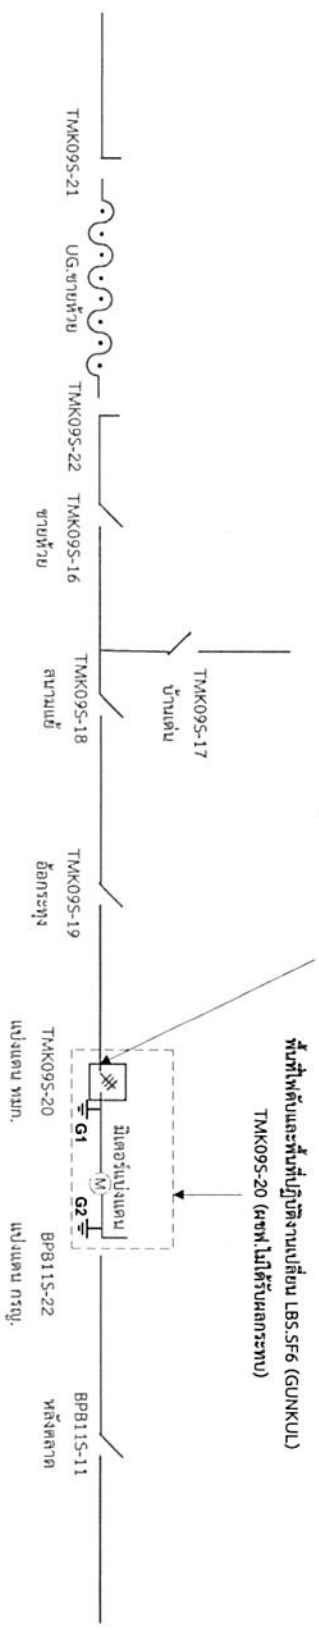 พื้นที่ไฟดับและพื้นที่ปฏิบัติงานเปลี่ยน LBS.SF6 (GUNKUL)
TMK09S-20 (ผชฟ.ไม่ได้รับผลกระทบ)
TMK09S-17
บ้านเด่น
มิเตอร์แบ่งแดน
M
G1
G2
TMK09S-21
UG.ชายห้วย
TMK09S-22
TMK09S-16
ชายห้วย
TMK09S-18
สนามแย้
TMK09S-19
อ้อกระทุง
TMK09S-20
แบ่งแดน ทมก.
BPB11S-22
แบ่งแดน กรญ.
BPB11S-11
หลังตลาด